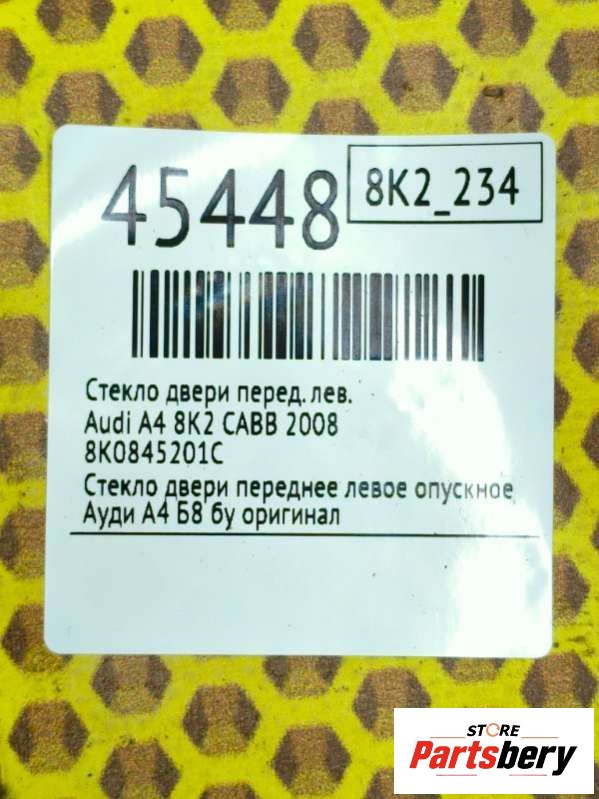 45448
8K2_234
Стекло двери перед. лев.
Audi A4 8K2 CABB 2008
8K0845201C
Стекло двери переднее левое опускное
Ауди А4 Б8 бу оригинал
STORE
Partsbery